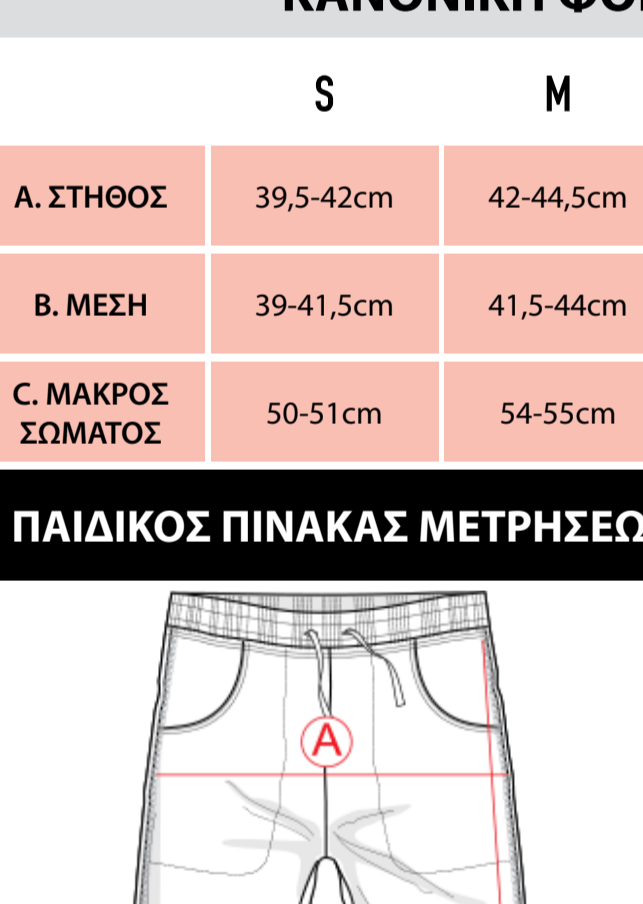 S M
A. ΣΤΗΘΟΣ 39,5-42cm 42-44,5cm
B. ΜΕΣΗ 39-41,5cm 41,5-44cm
C. ΜΑΚΡΟΣ
ΣΩΜΑΤΟΣ 50-51cm 54-55cm
ΠΑΙΔΙΚΟΣ ΠΙΝΑΚΑΣ ΜΕΤΡΗΣΕΩ
A